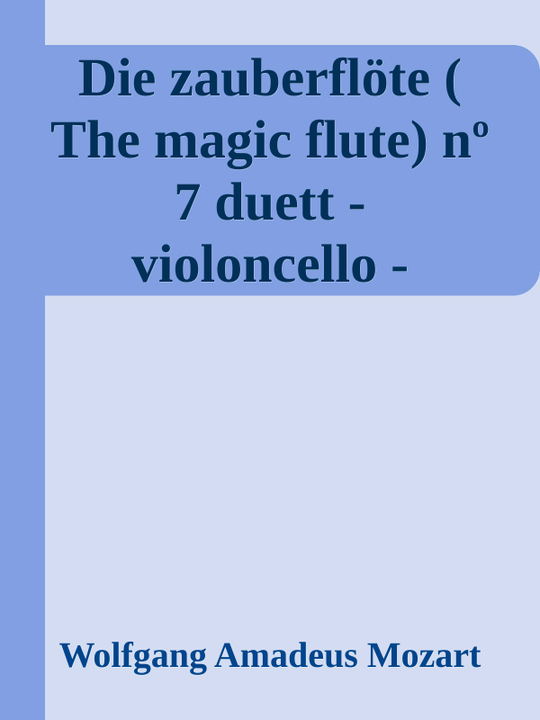 Die zauberflöte (
The magic flute) nº
7 duett -
violoncello -
Wolfgang Amadeus Mozart